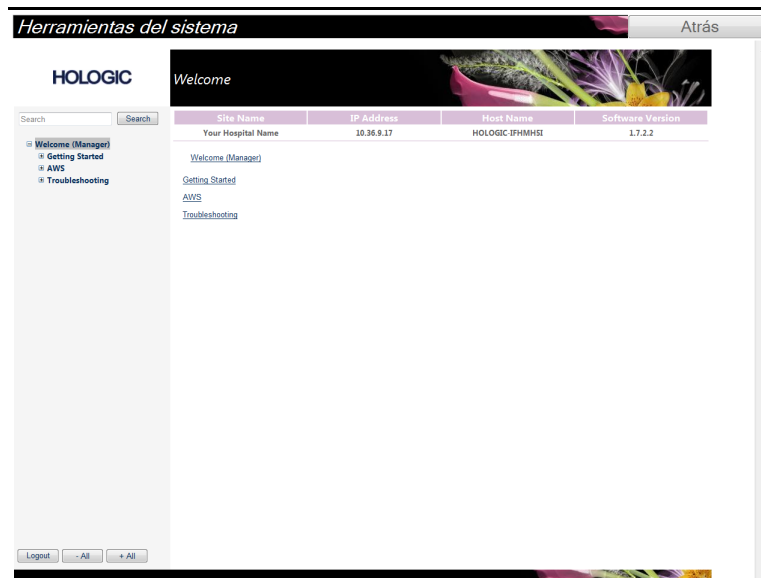 Herramientas del sistema
Atrás
HOLOGIC
Welcome
Search
Search
Site Name IP Address Host Name Software Version
Your Hospital Name 10.36.9.17 HOLOGIC-IFHMH5I 1.7.2.2
Welcome (Manager)
Getting Started
AWS
Troubleshooting
Welcome (Manager)
Getting Started
AWS
Troubleshooting
Logout
- All
+ All